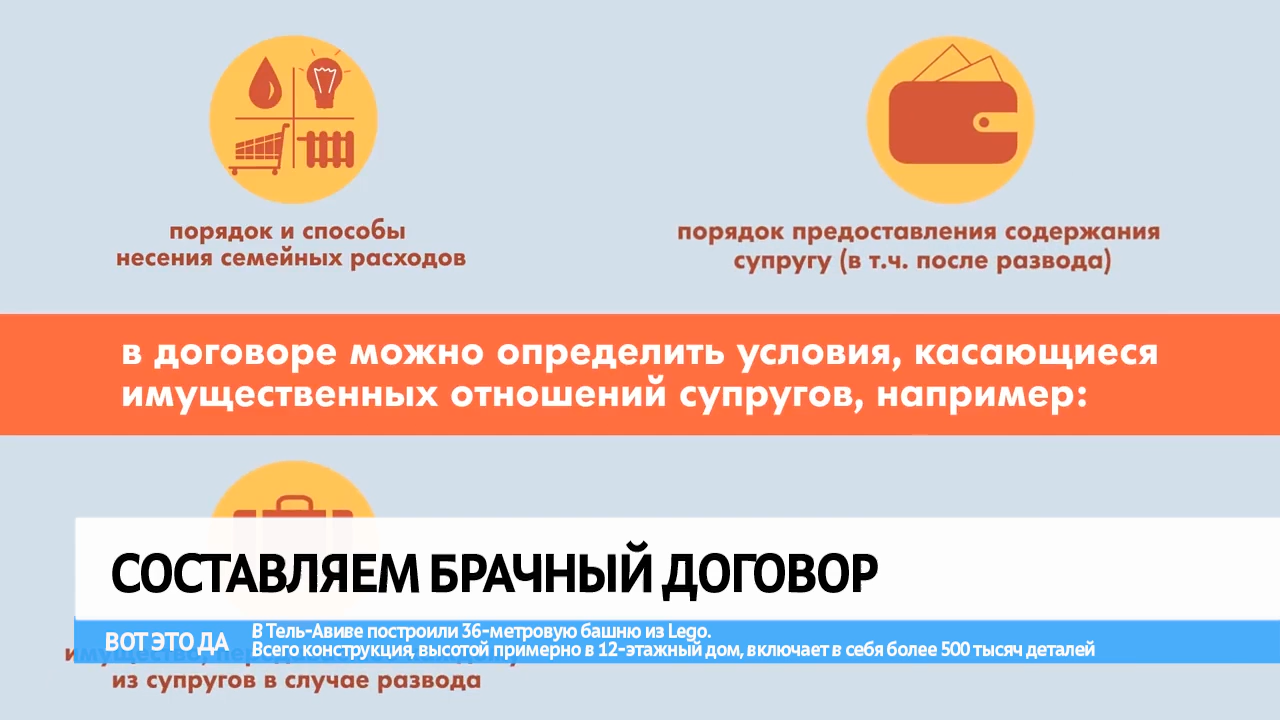 порядок и способы
несения семейных расходов
порядок предоставления содержания
супругу (в т.ч. после развода)
в договоре можно определить условия, касающиеся
имущественных отношений супругов, например:
СОСТАВЛЯЕМ БРАЧНЫЙ ДОГОВОР
ВОТ ЭТО ДА
В Тель-Авиве построили 36-метровую башню из Lego.
Всего конструкция, высотой примерно в 12-этажный дом, включает в себя более 500 тысяч деталей
из супругов в случае развода